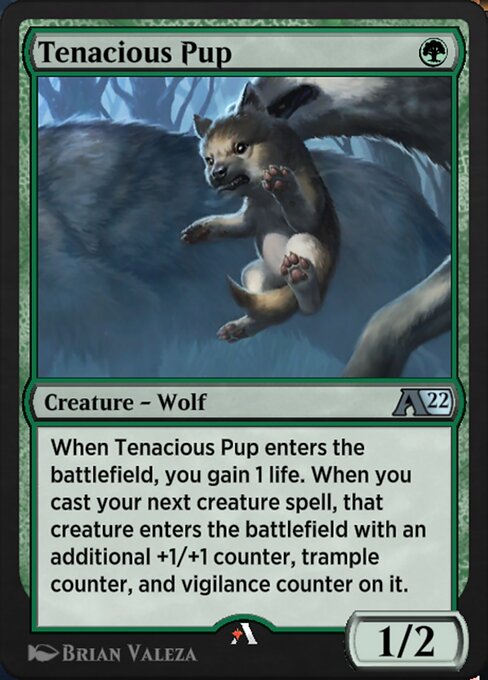 Tenacious Pup
Creature – Wolf
A22
When Tenacious Pup enters the
battlefield, you gain 1 life. When you
cast your next creature spell, that
creature enters the battlefield with an
additional +1/+1 counter, trample
counter, and vigilance counter on it.
1/2
Brian Valeza